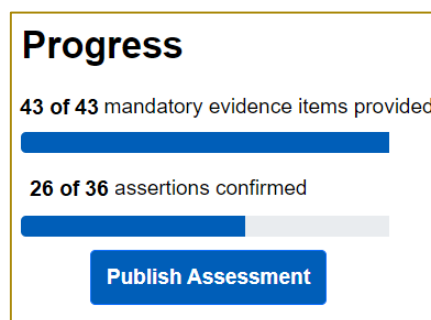 Progress
43 of 43 mandatory evidence items provided
26 of 36 assertions confirmed
Publish Assessment